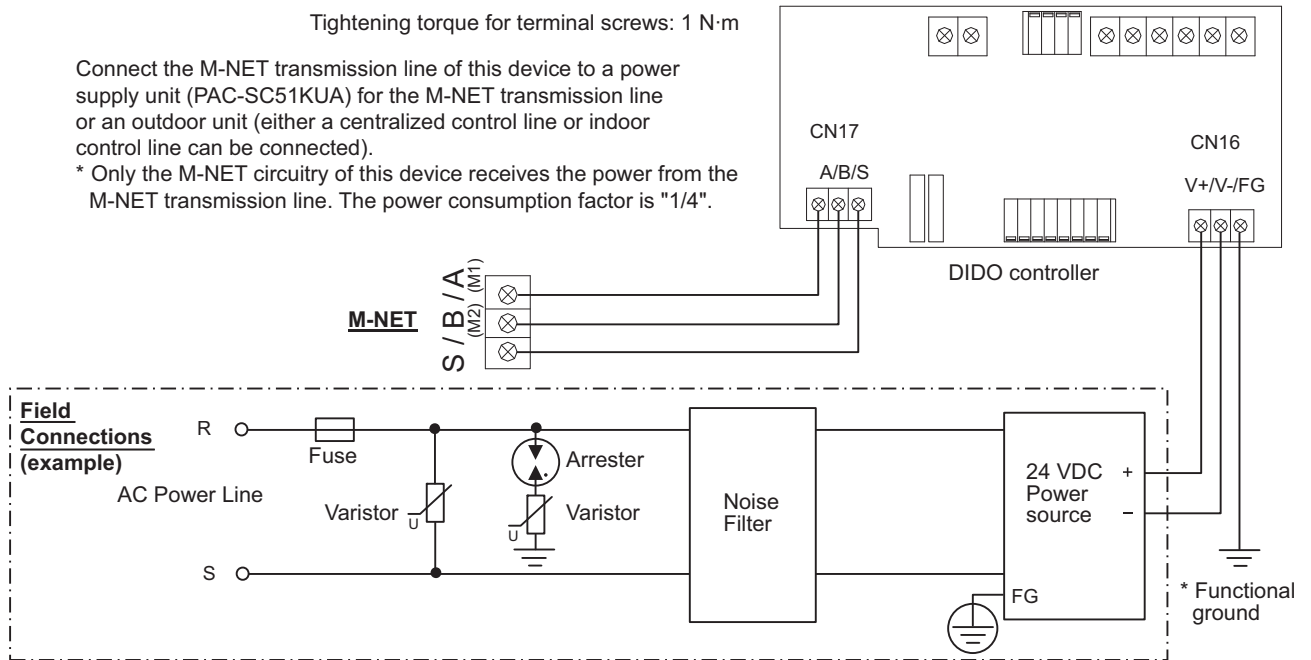 Tightening torque for terminal screws: 1 N·m
Connect the M-NET transmission line of this device to a power
supply unit (PAC-SC51KUA) for the M-NET transmission line
or an outdoor unit (either a centralized control line or indoor
control line can be connected).
* Only the M-NET circuitry of this device receives the power from the
M-NET transmission line. The power consumption factor is "1/4".
CN17
A/B/S
CN16
V+/V-/FG
DIDO controller
M-NET
S / B / A
(M2)
(M1)
Field
Connections
(example)
R
Fuse
Arrester
AC Power Line
Varistor
U
Varistor
U
Noise
Filter
24 VDC
Power
source
+
−
S
FG
* Functional
ground